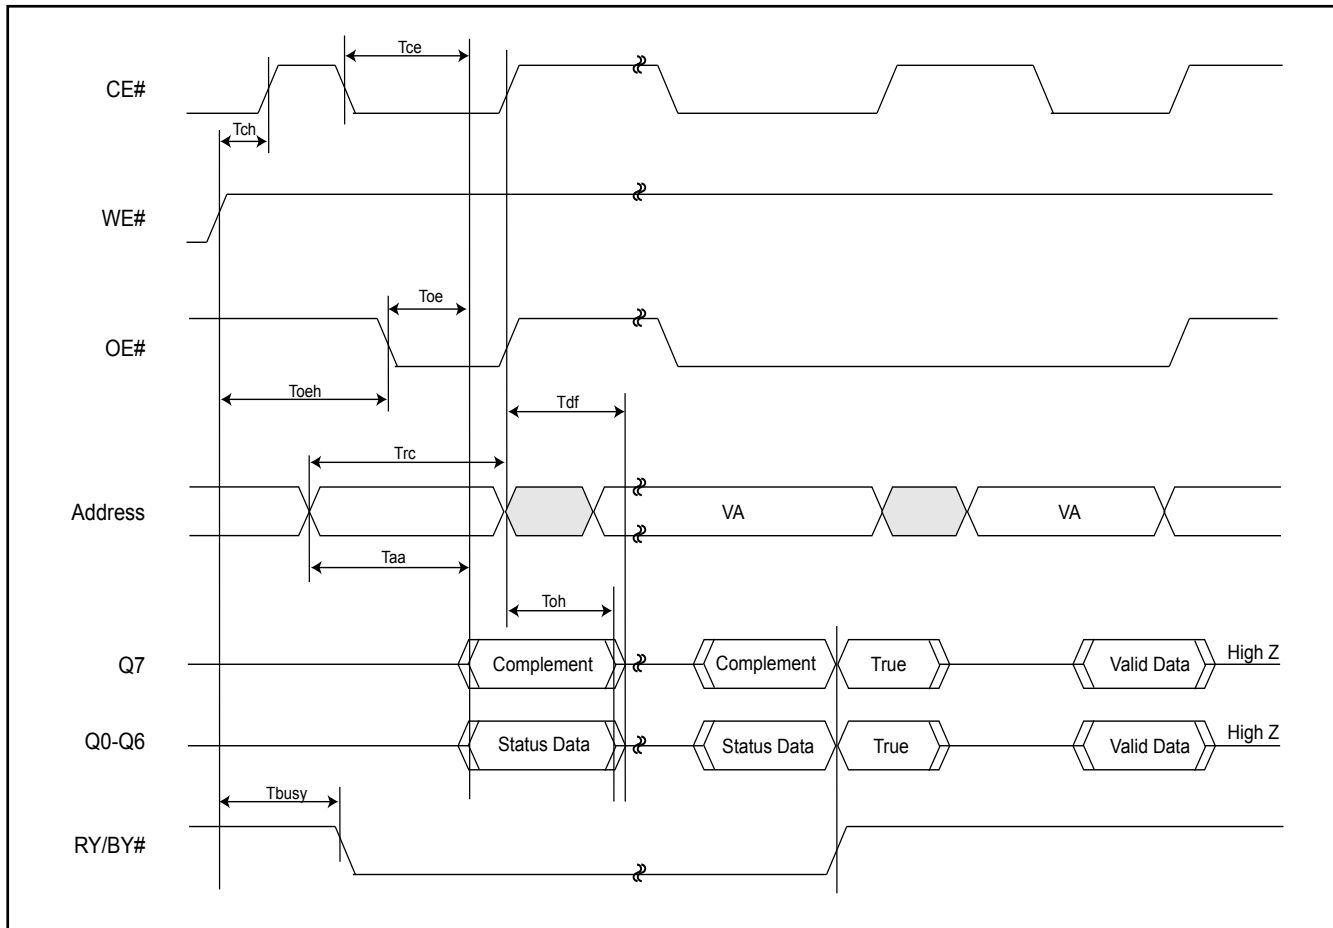 Tce
CE#
Tch
WE#
Toe
OE#
Toeh
Tdf
Trc
Address
VA
VA
Taa
Toh
Q7
Complement
Complement
True
Valid Data
High Z
Q0-Q6
Status Data
Status Data
True
Valid Data
High Z
Tbusy
RY/BY#